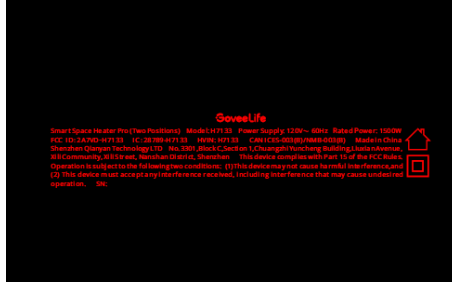 GoveeLife
Smart Space Heater Pro (Two Positions) Model: H7133 Power Supply: 120V~ 60Hz Rated Power: 1500W
FCC ID: 2A7VD-H7133 IC: 28799-H7133 HVIN: H7133 CAN ICES-003(B)/NMB-003(B) Made in China
Shenzhen Qianyan Technology LTD No.3301, Block C, Section 1, Chuangzhi Yuncheng Building, Liuxian Avenue,
Xili Community, Xili Street, Nanshan District, Shenzhen This device complies with Part 15 of the FCC Rules.
Operation is subject to the following two conditions: (1) This device may not cause harmful interference, and
(2) This device must accept any interference received, including interference that may cause undesired
operation. SN: